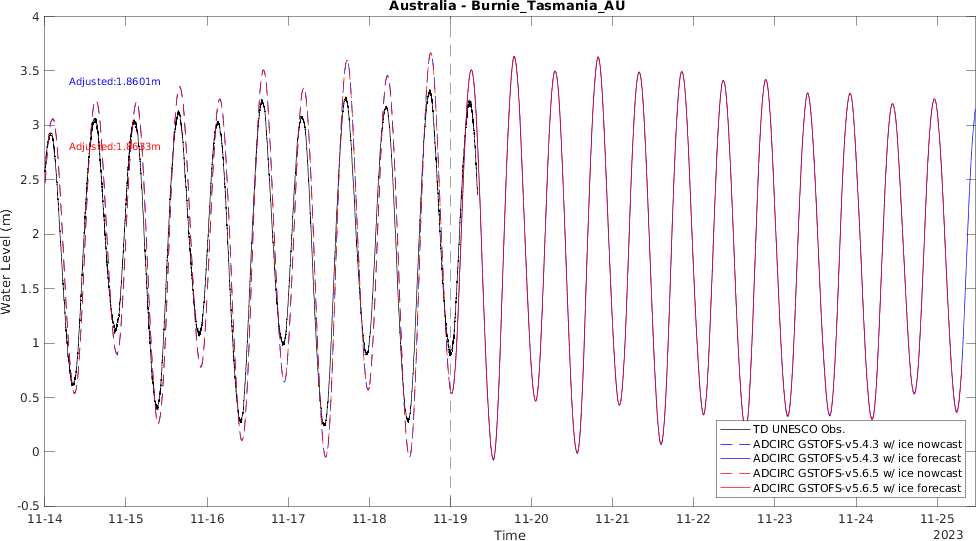 Australia - Burnie_Tasmania_AU
4
3.5
3
2.5
2
1.5
1
0.5
0
-0.5
Water Level (m)
Adjusted:1.8601m
Adjusted:1.8633m
TD UNESCO Obs.
ADCIRC GSTOFS-v5.4.3 w/ ice nowcast
ADCIRC GSTOFS-v5.4.3 w/ ice forecast
ADCIRC GSTOFS-v5.6.5 w/ ice nowcast
ADCIRC GSTOFS-v5.6.5 w/ ice forecast
11-14 11-15 11-16 11-17 11-18 11-19 11-20 11-21 11-22 11-23 11-24 11-25
Time
2023